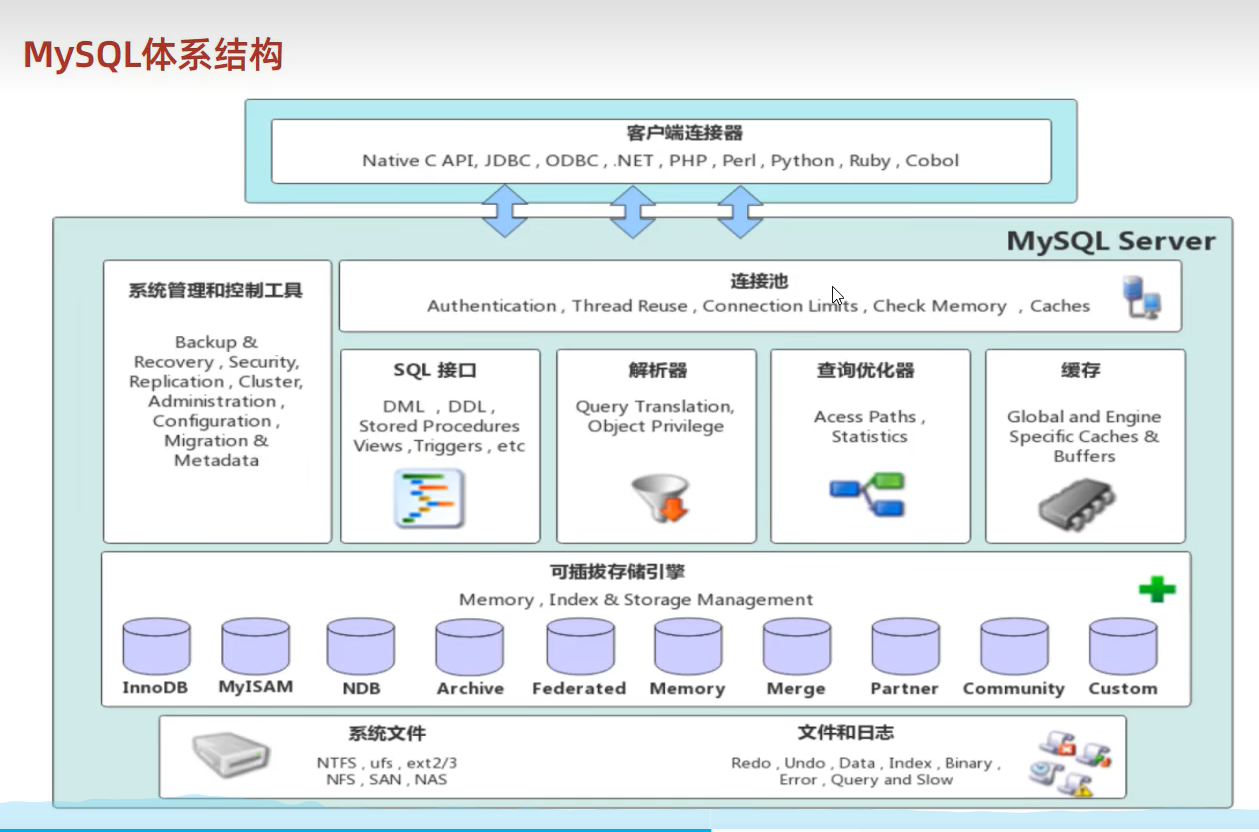 MySQL体系结构
客户端连接器
Native C API, JDBC , ODBC , .NET , PHP , Perl , Python , Ruby , Cobol
MySQL Server
系统管理和控制工具
Backup &
Recovery , Security,
Replication , Cluster,
Administration ,
Configuration ,
Migration &
Metadata
连接池
Authentication , Thread Reuse , Connection Limits , Check Memory , Caches
SQL 接口
DML , DDL ,
Stored Procedures
Views ,Triggers , etc
解析器
Query Translation,
Object Privilege
查询优化器
Acess Paths ,
Statistics
缓存
Global and Engine
Specific Caches &
Buffers
可插拔存储引擎
Memory , Index & Storage Management
InnoDB MyISAM NDB Archive Federated Memory Merge Partner Community Custom
系统文件
NTFS , ufs , ext2/3
NFS , SAN , NAS
文件和日志
Redo , Undo , Data , Index , Binary ,
Error , Query and Slow